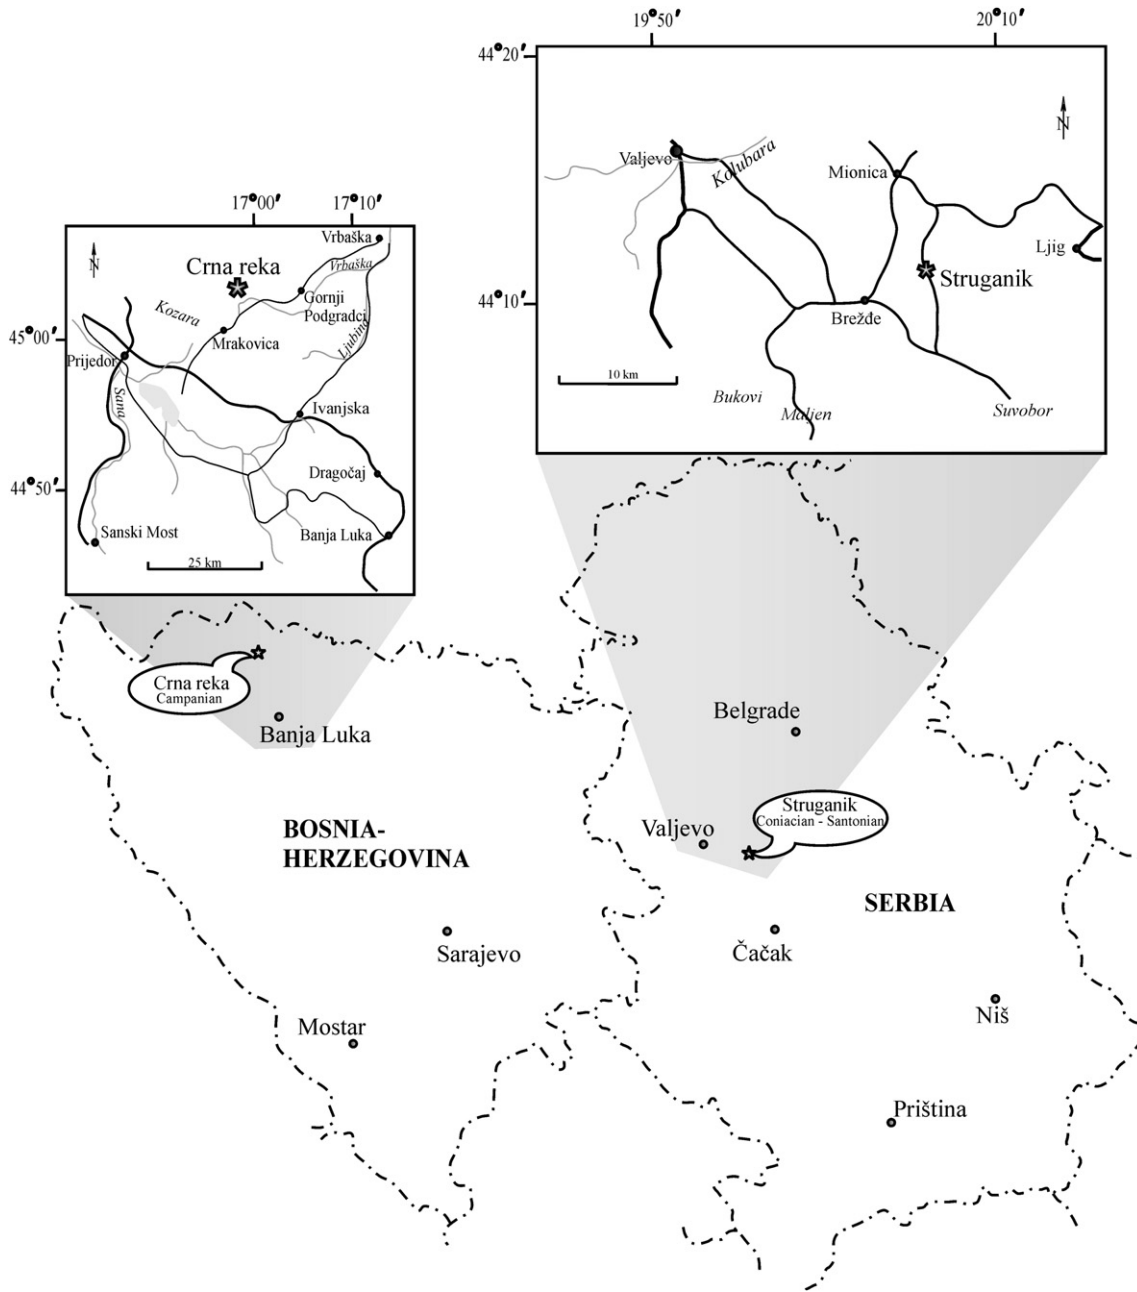 19°50′
20°10′
44°20′
44°10′
N
Valjevo
Kolubara
Mionica
Ljig
Struganik
Brežđe
10 km
Bukovi
Maljen
Suvobor
17°00′
17°10′
45°00′
44°50′
N
Vrbaška
Crna reka
Vrbaška
Kozara
Gornji
Podgradci
Mrakovica
Ljubina
Prijedor
Sana
Ivanjska
Dragočaj
Sanski Most
Banja Luka
25 km
Crna reka
Campanian
Banja Luka
Belgrade
Struganik
Coniacian - Santonian
Valjevo
BOSNIA-
HERZEGOVINA
SERBIA
Sarajevo
Čačak
Mostar
Niš
Priština